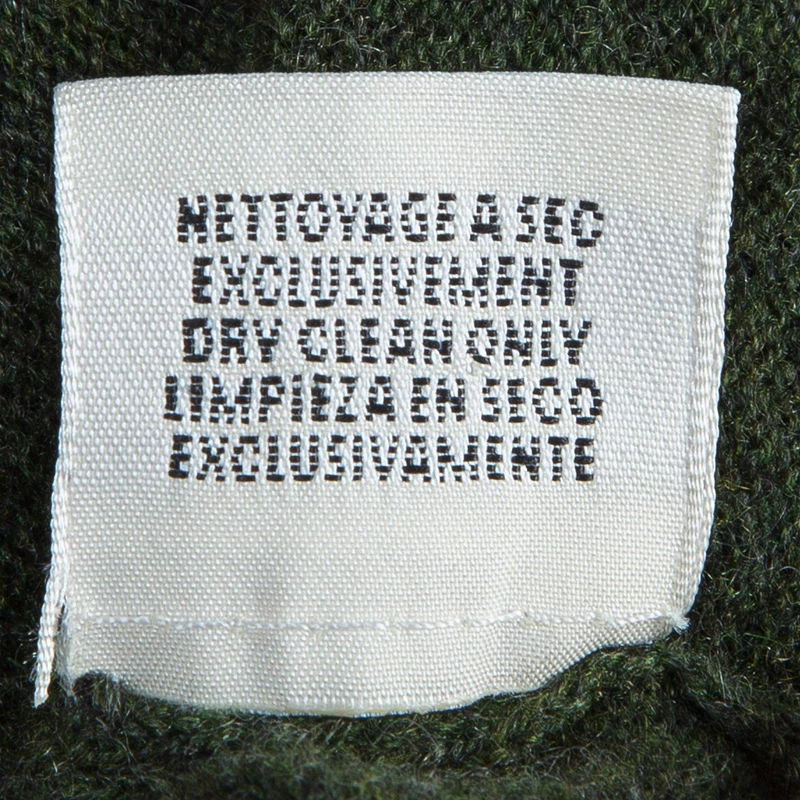 NETTOYAGE A SEC
EXCLUSIVEMENT
DRY CLEAN ONLY
LIMPIEZA EN SECO
EXCLUSIVAMENTE